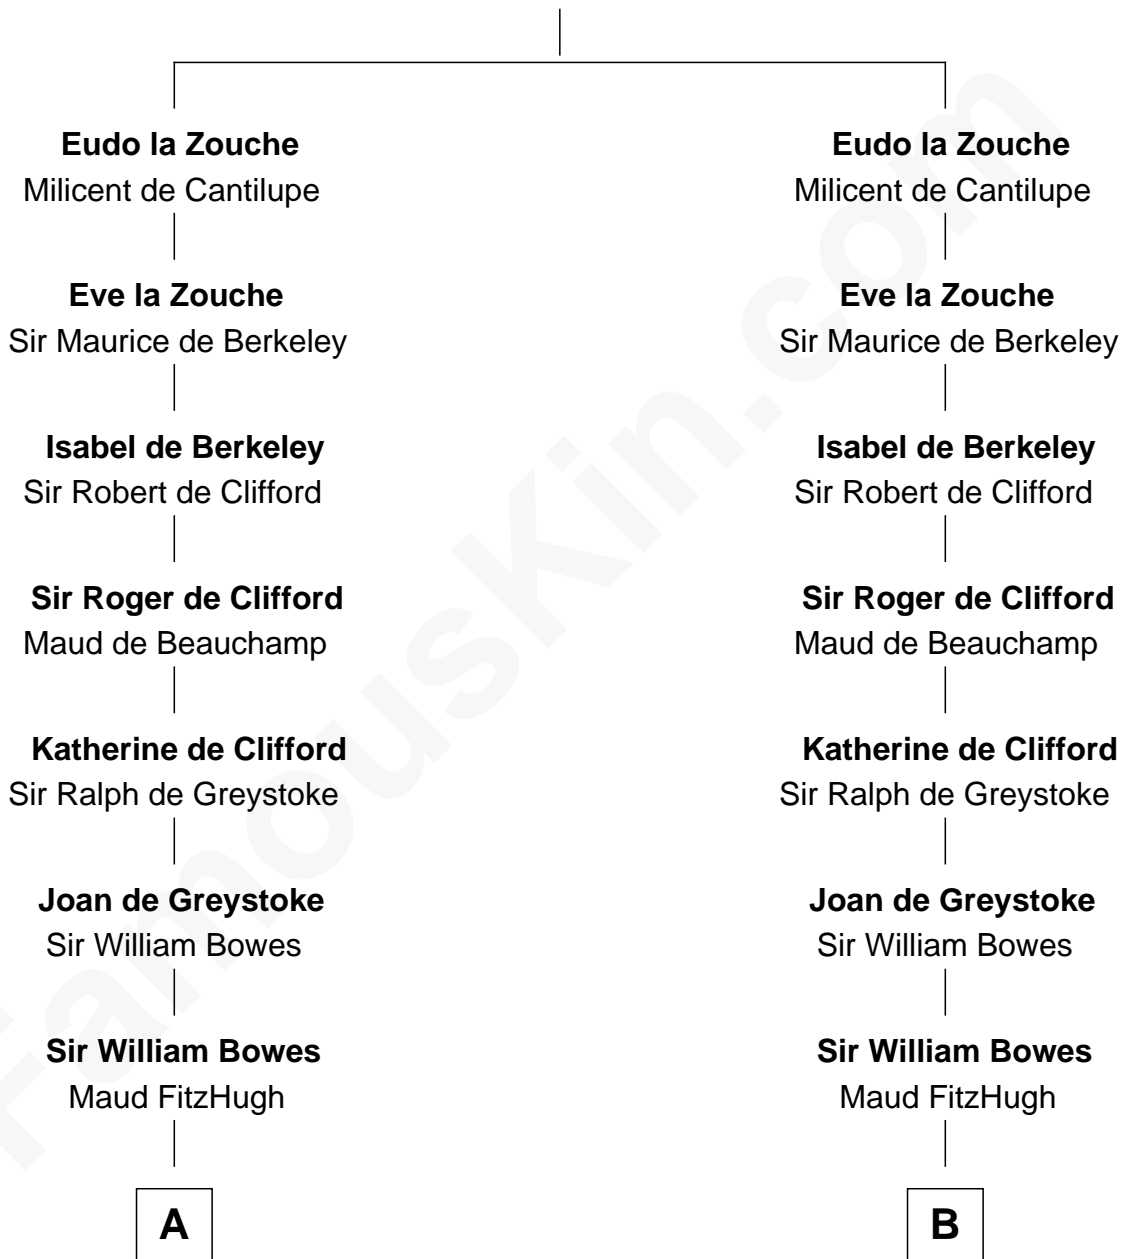 Eudo la Zouche
Milicent de Cantilupe
Eve la Zouche
Sir Maurice de Berkeley
Isabel de Berkeley
Sir Robert de Clifford
Sir Roger de Clifford
Maud de Beauchamp
Katherine de Clifford
Sir Ralph de Greystoke
Joan de Greystoke
Sir William Bowes
Sir William Bowes
Maud FitzHugh
A
Eudo la Zouche
Milicent de Cantilupe
Eve la Zouche
Sir Maurice de Berkeley
Isabel de Berkeley
Sir Robert de Clifford
Sir Roger de Clifford
Maud de Beauchamp
Katherine de Clifford
Sir Ralph de Greystoke
Joan de Greystoke
Sir William Bowes
Sir William Bowes
Maud FitzHugh
B
FamousKin.com